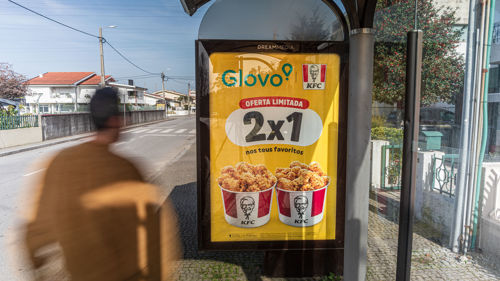 DREAMMEDIA
Glovo
KFC
OFERTA LIMITADA
2x1
nos teus favoritos
KFC
KFC